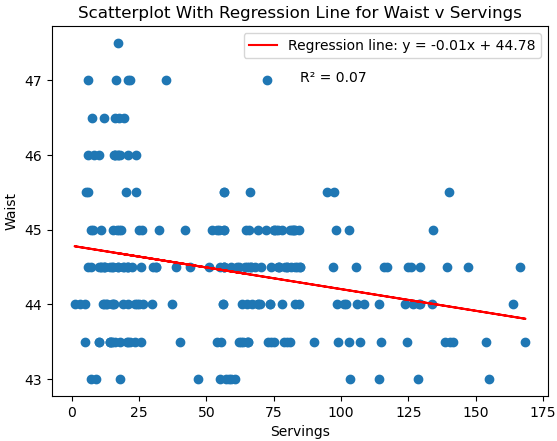 Scatterplot With Regression Line for Waist v Servings
Regression line: y = -0.01x + 44.78
R² = 0.07
47
46
45
44
43
Waist
0 25 50 75 100 125 150 175
Servings